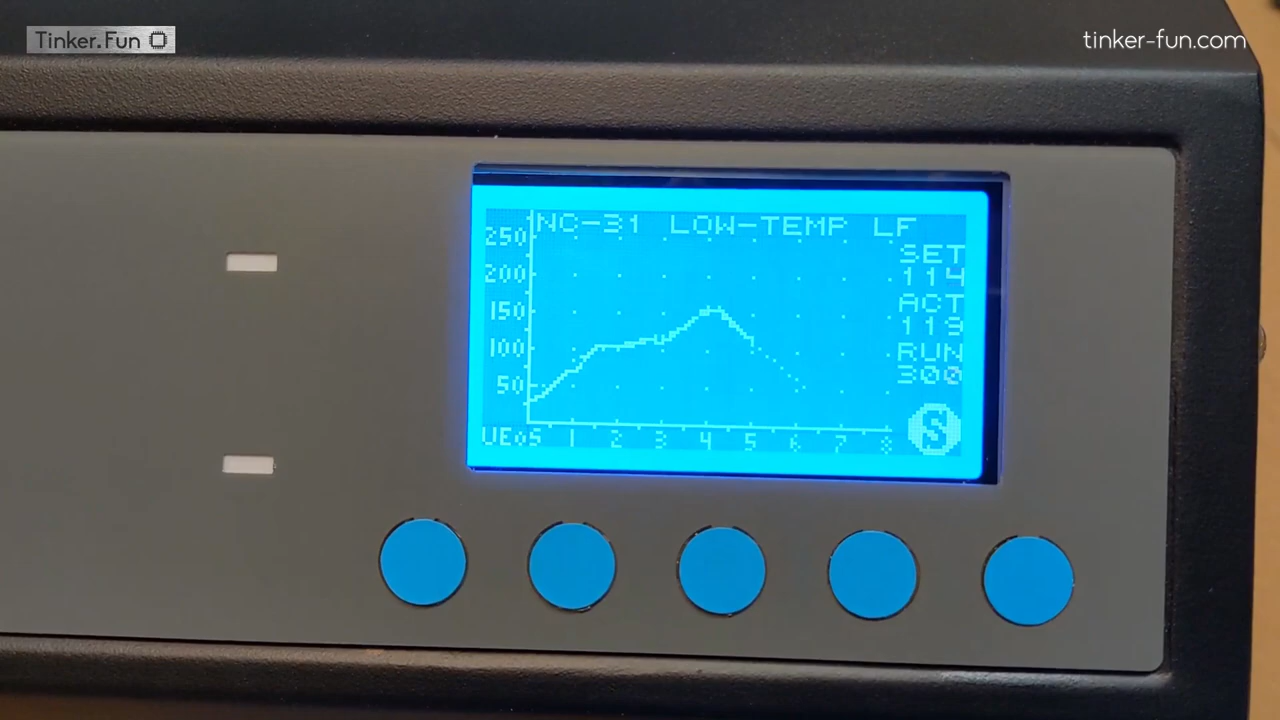 Tinker.Fun
tinker-fun.com
NC-31 LOW-TEMP LF
250
200
150
100
50
SET
114
ACT
119
RUN
300
1 2 3 4 5 6 7 8
S